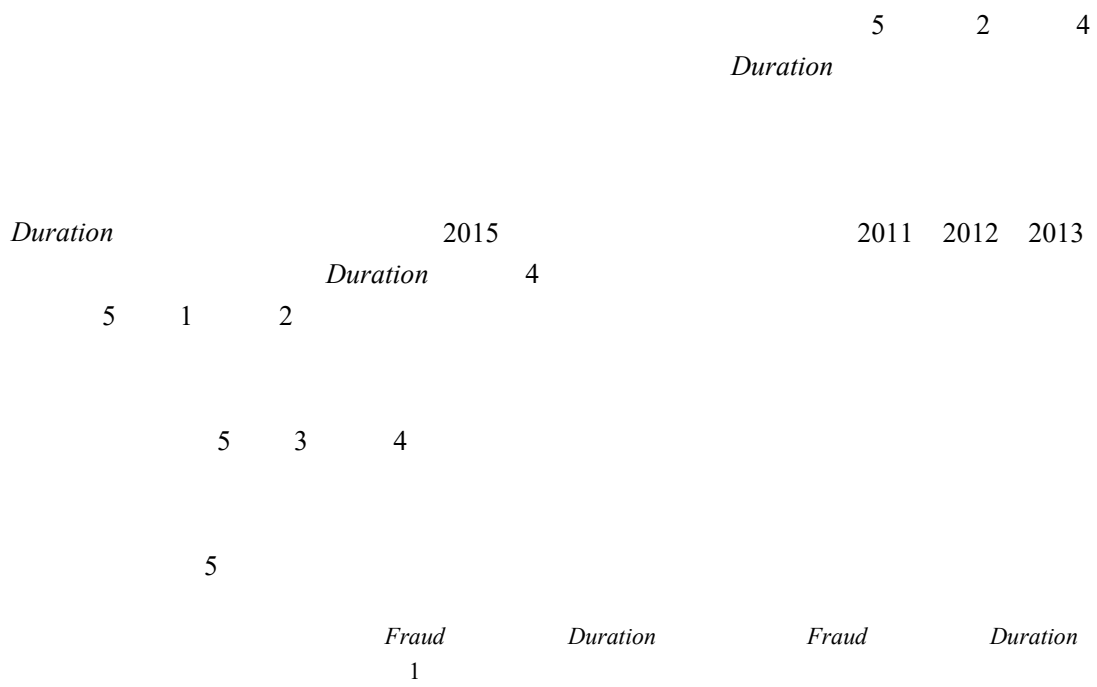 5 2 4
Duration
Duration 2015 2011 2012 2013
Duration 4
5 1 2
5 3 4
5
Fraud Duration Fraud Duration
1